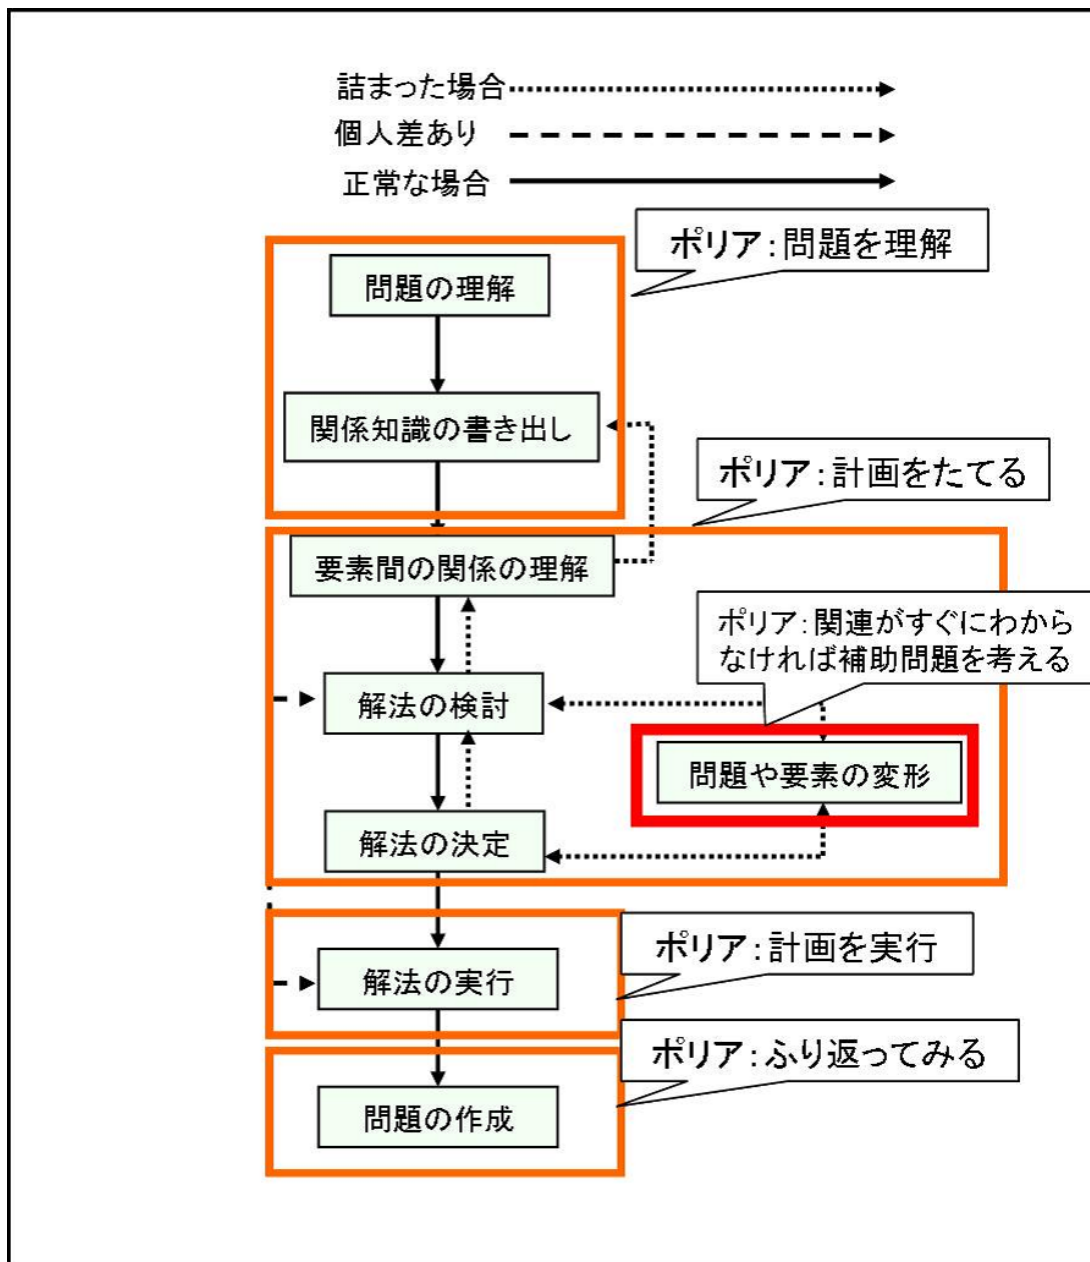 詰まった場合
個人差あり
正常な場合
ポリア：問題を理解
問題の理解
関係知識の書き出し
ポリア：計画をたてる
要素間の関係の理解
ポリア：関連がすぐにわから
なければ補助問題を考える
解法の検討
問題や要素の変形
解法の決定
ポリア：計画を実行
解法の実行
ポリア：ふり返ってみる
問題の作成